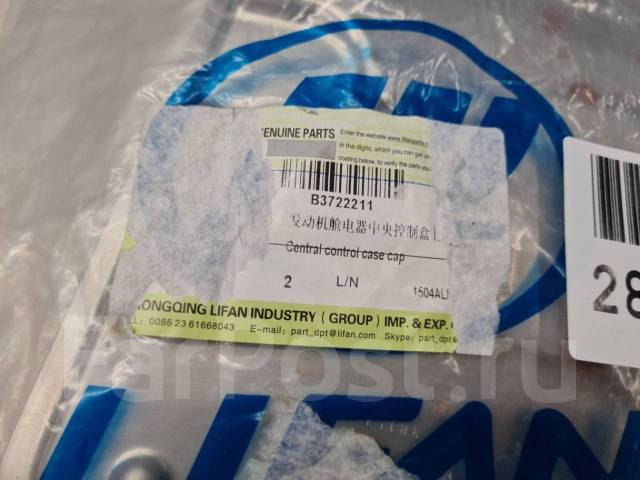 GENUINE PARTS
Enter the website www.lifanparts.
in the digits, which you can get
coating below, to verify the parts you
B3722211
发动机舱电器中央控制盒上
Central control case cap
2 L/N 1504AL
ONGQING LIFAN INDUSTRY ( GROUP ) IMP. & EXP.
L: 0086 23 61668043 E-mail: part_dpt@lifan.com Skype: part_dpt
28
FarPost.ru
LIFAN